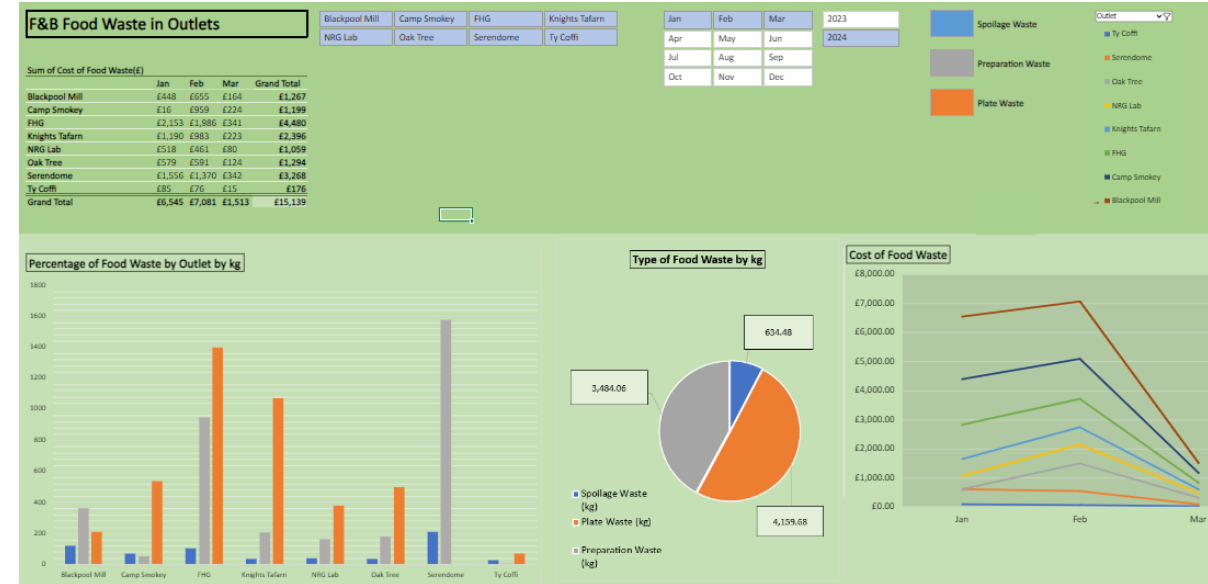 F&B Food Waste in Outlets
Blackpool Mill Camp Smokey FHG Knights Tafarn
NRG Lab Oak Tree Serendome Ty Coffi
Jan Feb Mar
Apr May Jun
Jul Aug Sep
Oct Nov Dec
2023
2024
Spoilage Waste
Preparation Waste
Plate Waste
Outlet
Ty Coffi
Serendome
Oak Tree
NRG Lab
Knights Tafarn
FHG
Camp Smokey
Blackpool Mill
Sum of Cost of Food Waste(£)
Jan Feb Mar Grand Total
Blackpool Mill £448 £655 £164 £1,267
Camp Smokey £16 £959 £224 £1,199
FHG £2,153 £1,986 £341 £4,480
Knights Tafarn £1,190 £983 £223 £2,396
NRG Lab £518 £461 £80 £1,059
Oak Tree £579 £591 £124 £1,294
Serendome £1,556 £1,370 £342 £3,268
Ty Coffi £85 £76 £15 £176
Grand Total £6,545 £7,081 £1,513 £15,139
Percentage of Food Waste by Outlet by kg
1800
1600
1400
1200
1000
800
600
400
200
0
Blackpool Mill Camp Smokey FHG Knights Tafarn NRG Lab Oak Tree Serendome Ty Coffi
Type of Food Waste by kg
634.48
3,484.06
4,159.68
Spoilage Waste
(kg)
Plate Waste (kg)
Preparation Waste
(kg)
Cost of Food Waste
£8,000.00
£7,000.00
£6,000.00
£5,000.00
£4,000.00
£3,000.00
£2,000.00
£1,000.00
£0.00
Jan Feb Mar